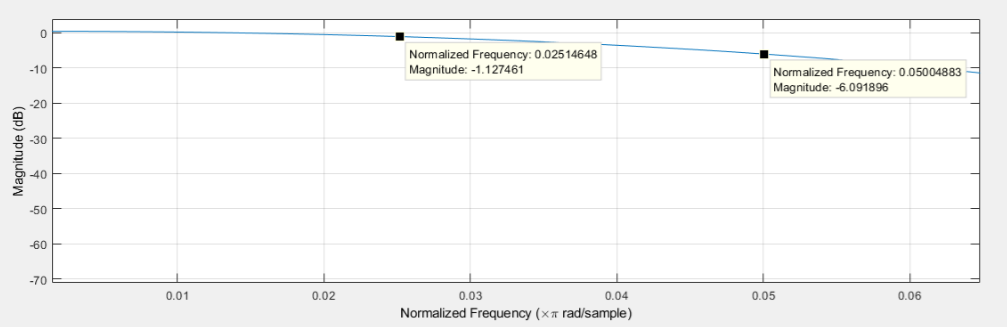 0
-10
-20
-30
-40
-50
-60
-70
Magnitude (dB)
Normalized Frequency: 0.02514648
Magnitude: -1.127461
Normalized Frequency: 0.05004883
Magnitude: -6.091896
0.01
0.02
0.03
0.04
0.05
0.06
Normalized Frequency (×π rad/sample)